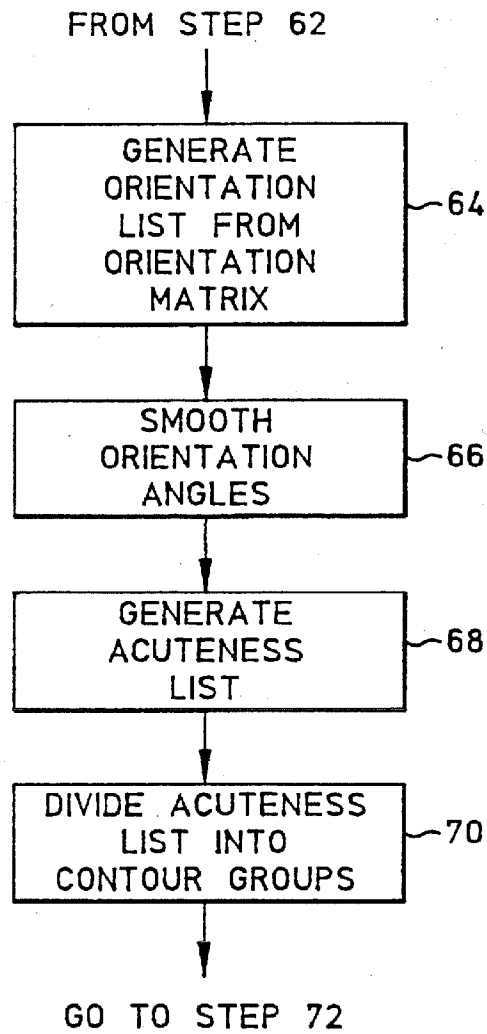 FROM STEP 62
GENERATE
ORIENTATION
LIST FROM
ORIENTATION
MATRIX
64
SMOOTH
ORIENTATION
ANGLES
66
GENERATE
ACUTENESS
LIST
68
DIVIDE ACUTENESS
LIST INTO
CONTOUR GROUPS
70
GO TO STEP 72